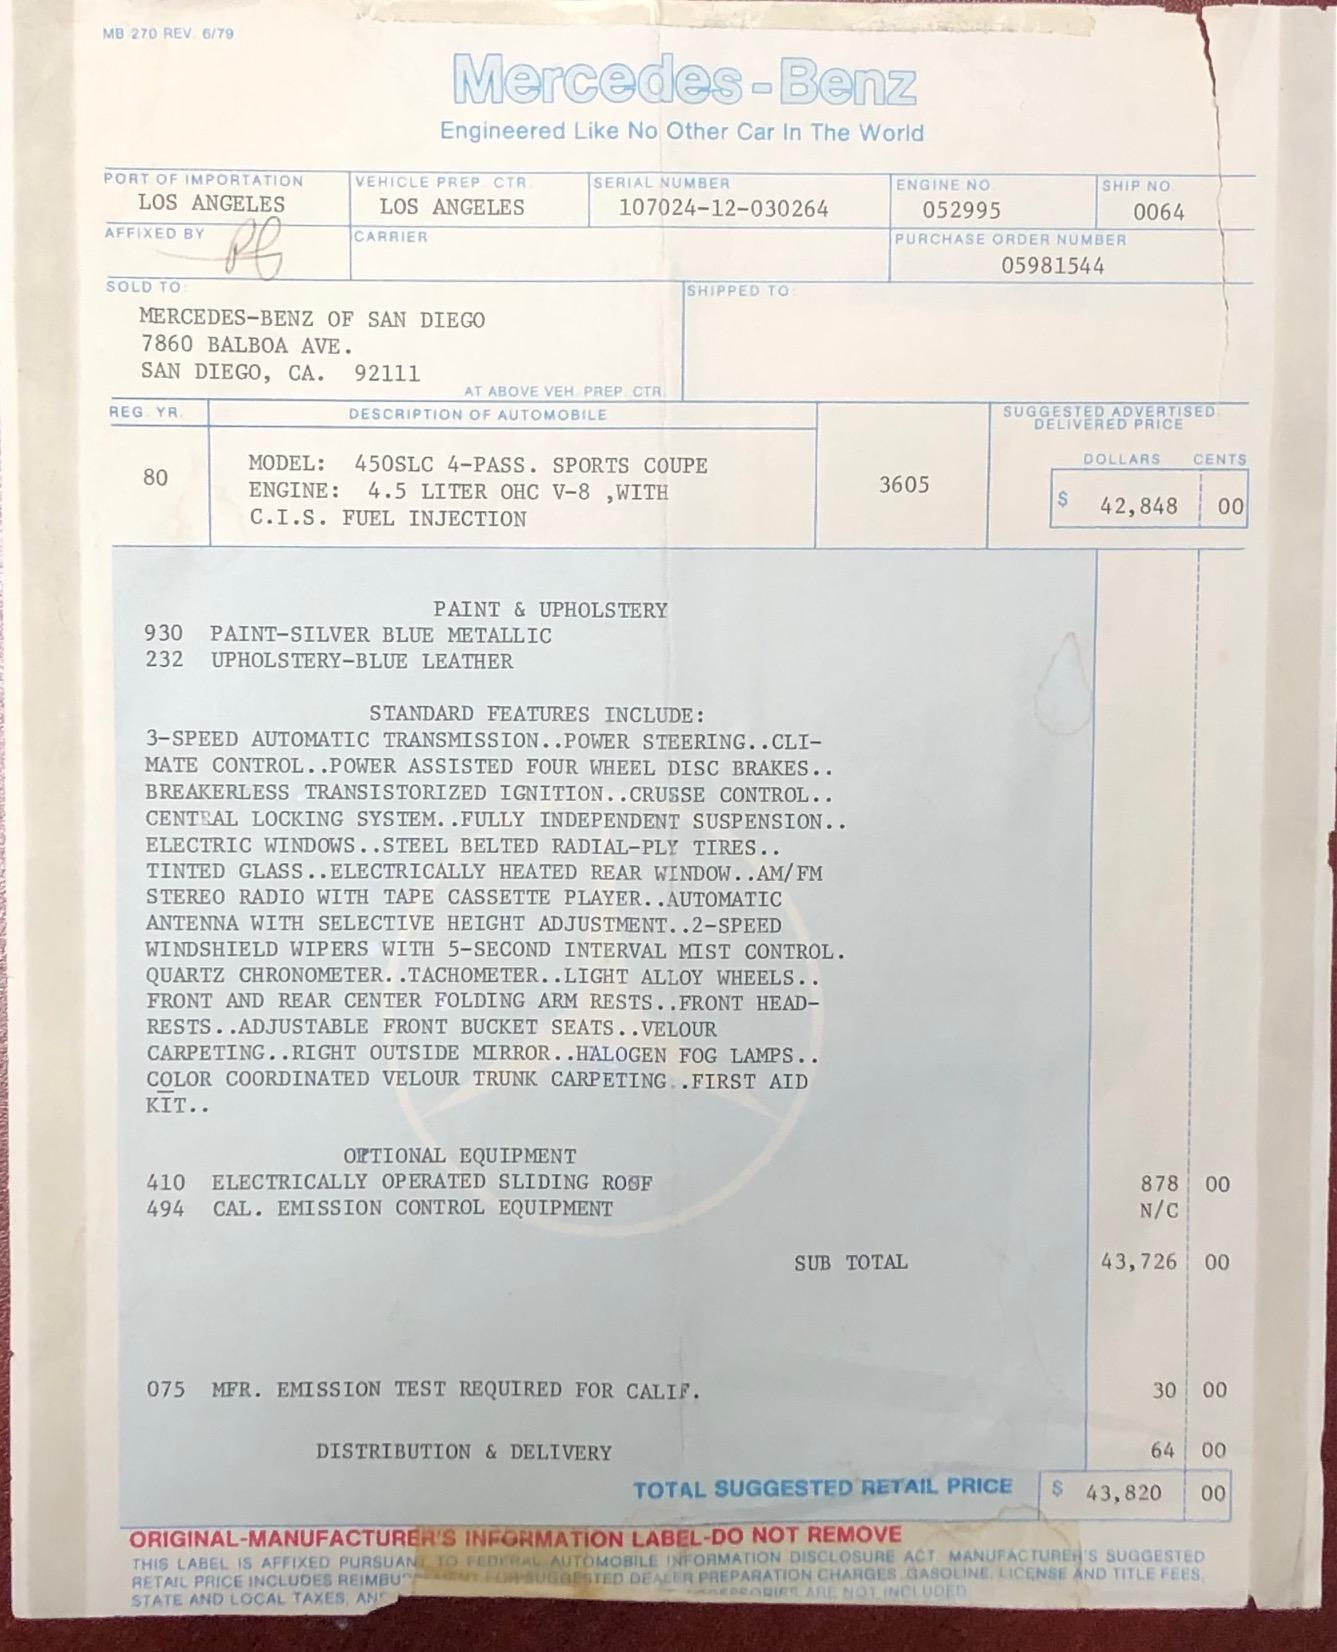 MB 270 REV. 6/79
Mercedes-Benz
Engineered Like No Other Car In The World
PORT OF IMPORTATION
LOS ANGELES
VEHICLE PREP. CTR.
LOS ANGELES
SERIAL NUMBER
107024-12-030264
ENGINE NO.
052995
SHIP NO.
0064
AFFIXED BY
CARRIER
PURCHASE ORDER NUMBER
05981544
SOLD TO:
MERCEDES-BENZ OF SAN DIEGO
7860 BALBOA AVE.
SAN DIEGO, CA. 92111
AT ABOVE VEH. PREP. CTR.
SHIPPED TO:
REG. YR.
80
DESCRIPTION OF AUTOMOBILE
MODEL: 450SLC 4-PASS. SPORTS COUPE
ENGINE: 4.5 LITER OHC V-8 ,WITH
C.I.S. FUEL INJECTION
3605
SUGGESTED ADVERTISED
DELIVERED PRICE
DOLLARS CENTS
$ 42,848 00
PAINT & UPHOLSTERY
930 PAINT-SILVER BLUE METALLIC
232 UPHOLSTERY-BLUE LEATHER
STANDARD FEATURES INCLUDE:
3-SPEED AUTOMATIC TRANSMISSION..POWER STEERING..CLI-
MATE CONTROL..POWER ASSISTED FOUR WHEEL DISC BRAKES..
BREAKERLESS TRANSISTORIZED IGNITION..CRUSSE CONTROL..
CENTRAL LOCKING SYSTEM..FULLY INDEPENDENT SUSPENSION..
ELECTRIC WINDOWS..STEEL BELTED RADIAL-PLY TIRES..
TINTED GLASS..ELECTRICALLY HEATED REAR WINDOW..AM/FM
STEREO RADIO WITH TAPE CASSETTE PLAYER..AUTOMATIC
ANTENNA WITH SELECTIVE HEIGHT ADJUSTMENT..2-SPEED
WINDSHIELD WIPERS WITH 5-SECOND INTERVAL MIST CONTROL.
QUARTZ CHRONOMETER..TACHOMETER..LIGHT ALLOY WHEELS..
FRONT AND REAR CENTER FOLDING ARM RESTS..FRONT HEAD-
RESTS..ADJUSTABLE FRONT BUCKET SEATS..VELOUR
CARPETING..RIGHT OUTSIDE MIRROR..HALOGEN FOG LAMPS..
COLOR COORDINATED VELOUR TRUNK CARPETING..FIRST AID
KIT..
OPTIONAL EQUIPMENT
410 ELECTRICALLY OPERATED SLIDING ROOF 878 00
494 CAL. EMISSION CONTROL EQUIPMENT N/C
SUB TOTAL 43,726 00
075 MFR. EMISSION TEST REQUIRED FOR CALIF. 30 00
DISTRIBUTION & DELIVERY 64 00
TOTAL SUGGESTED RETAIL PRICE $ 43,820 00
ORIGINAL-MANUFACTURER'S INFORMATION LABEL-DO NOT REMOVE
THIS LABEL IS AFFIXED PURSUANT TO FEDERAL AUTOMOBILE INFORMATION DISCLOSURE ACT. MANUFACTURER'S SUGGESTED
RETAIL PRICE INCLUDES FOR SUGGESTED DEALER PREPARATION CHARGES. GASOLINE, LICENSE AND TITLE FEES,
STATE AND LOCAL TAXES, ARE NOT INCLUDED